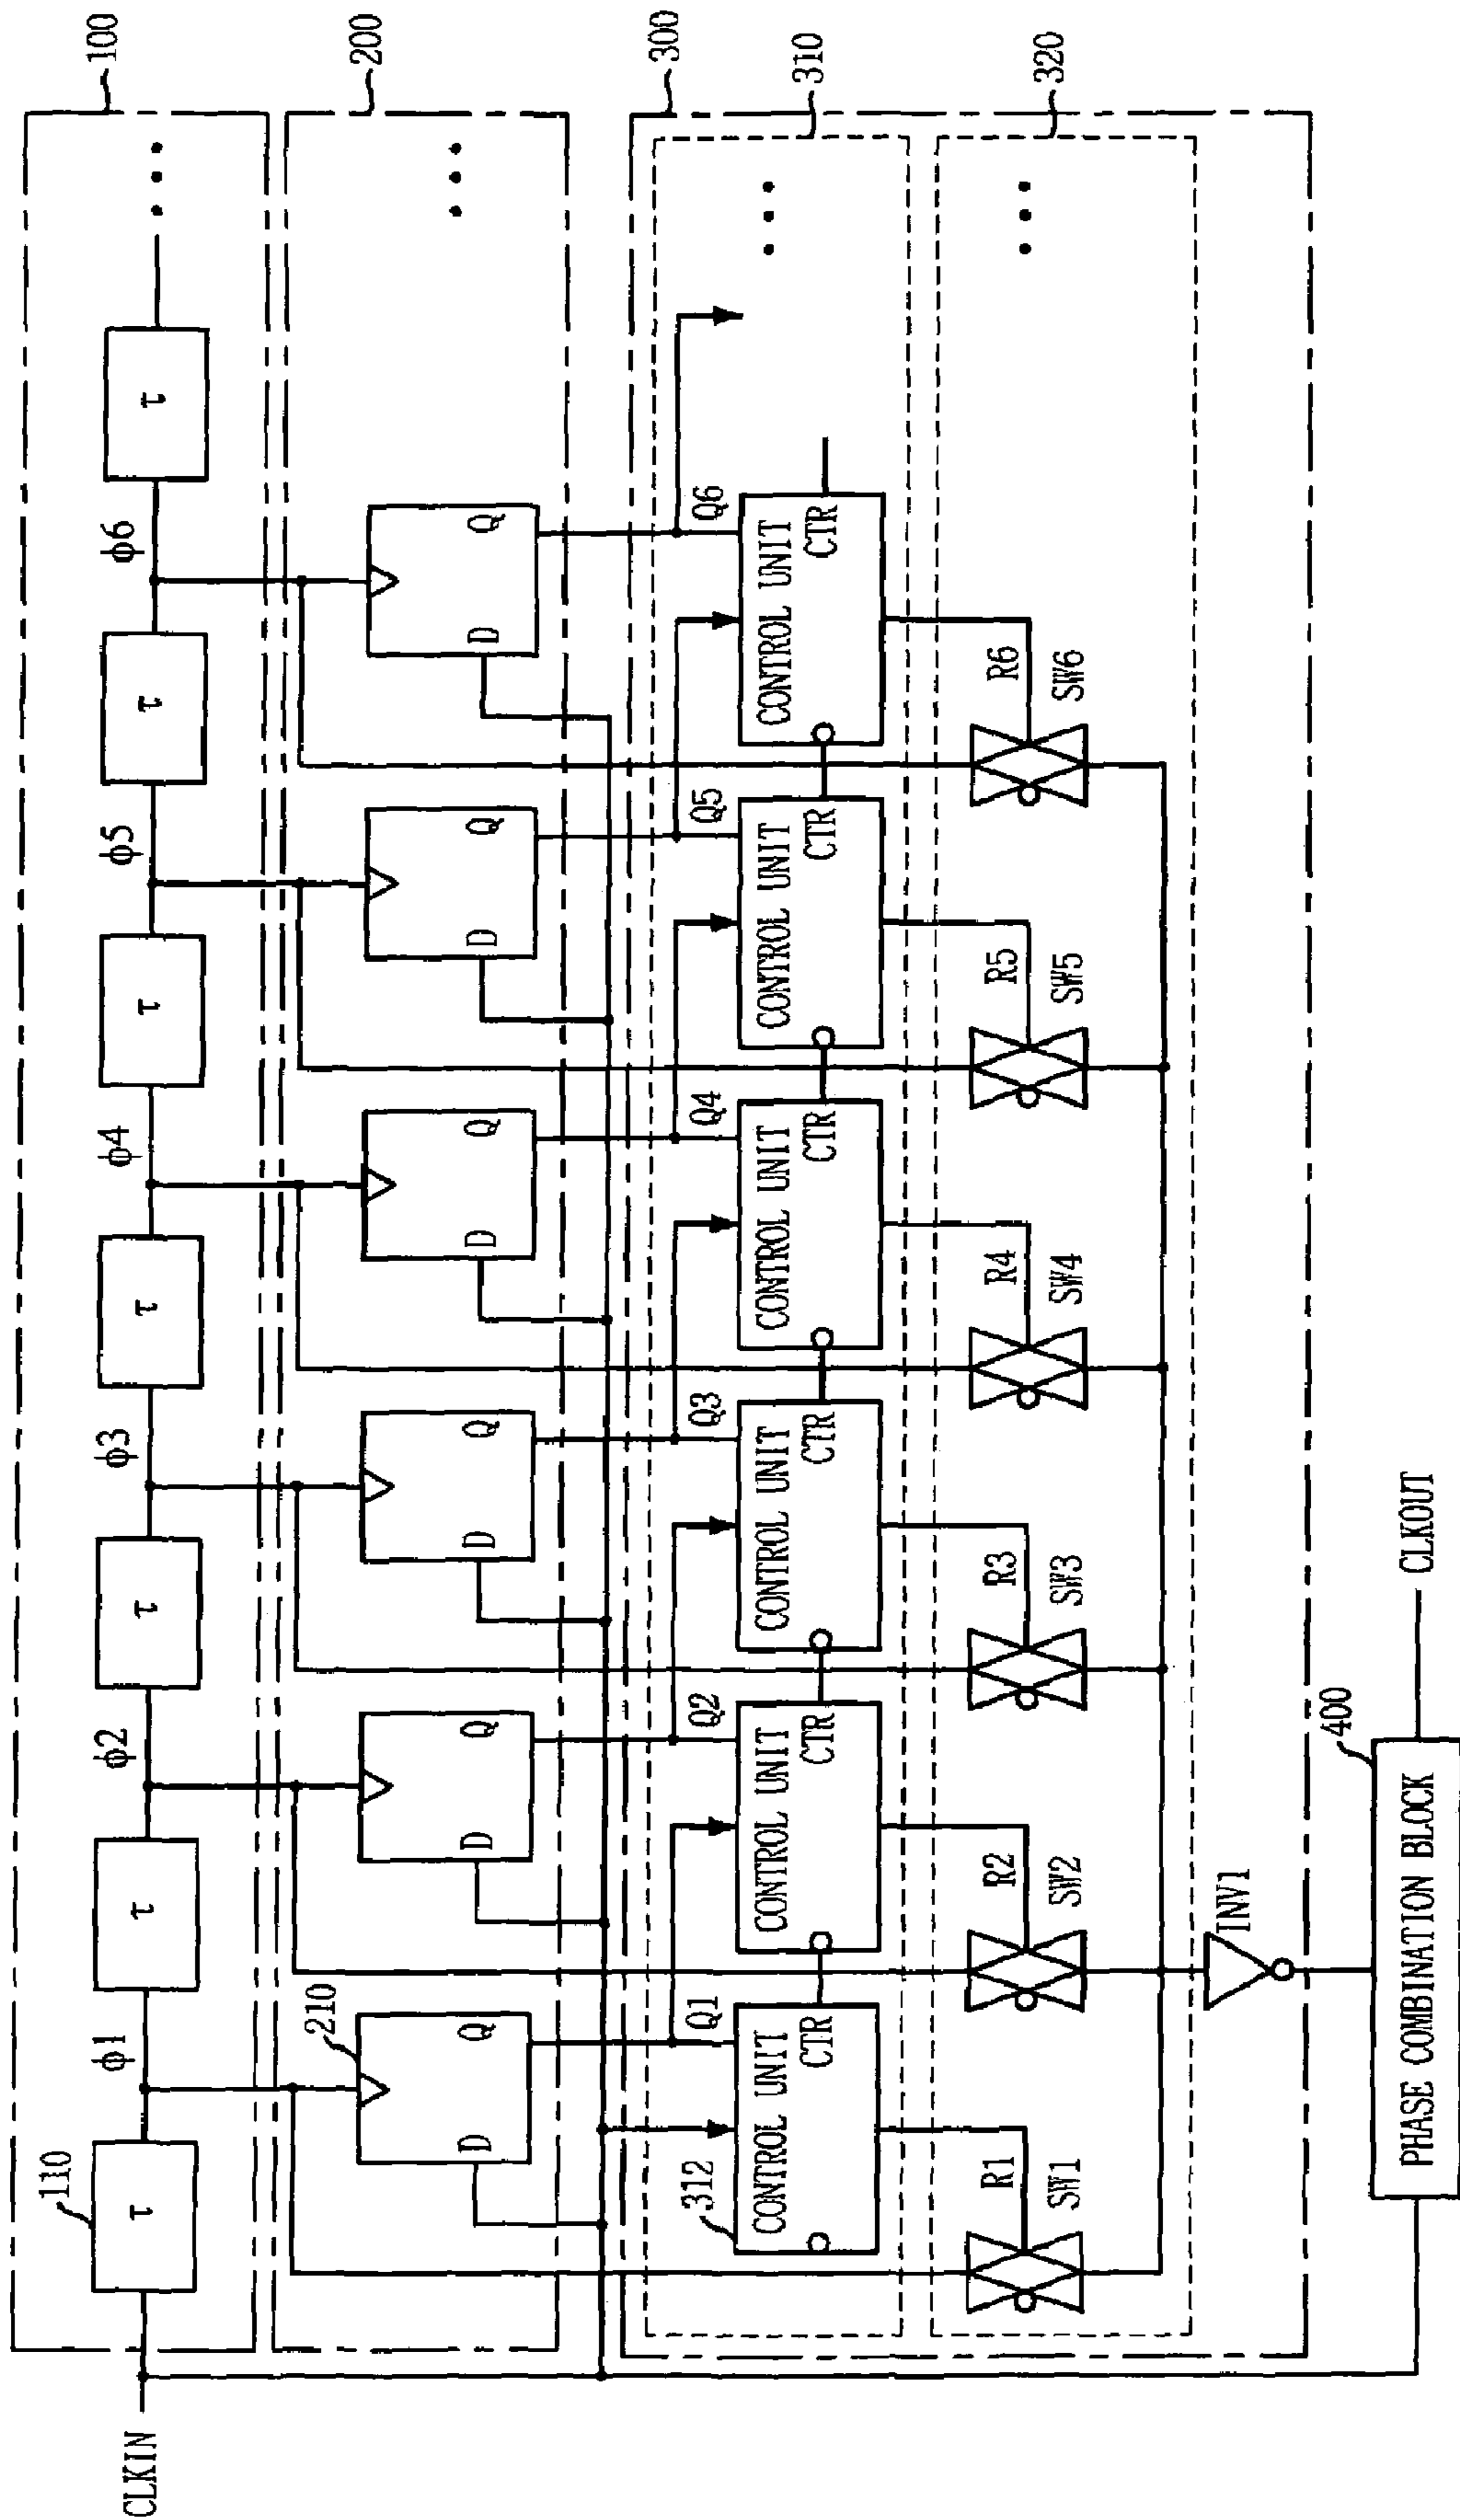 100
110
CLKIN
τ
φ1
τ
φ2
τ
φ3
τ
φ4
τ
φ5
τ
φ6
τ
200
210
D
Q
D
Q
D
Q
D
Q
D
Q
D
Q
300
310
312
Q1
Q2
Q3
Q4
Q5
Q6
CONTROL UNIT
CTR
CONTROL UNIT
CTR
CONTROL UNIT
CTR
CONTROL UNIT
CTR
CONTROL UNIT
CTR
CONTROL UNIT
CTR
320
R1
R2
R3
R4
R5
R6
SW1
SW2
SW3
SW4
SW5
SW6
INV1
400
PHASE COMBINATION BLOCK
CLKOUT